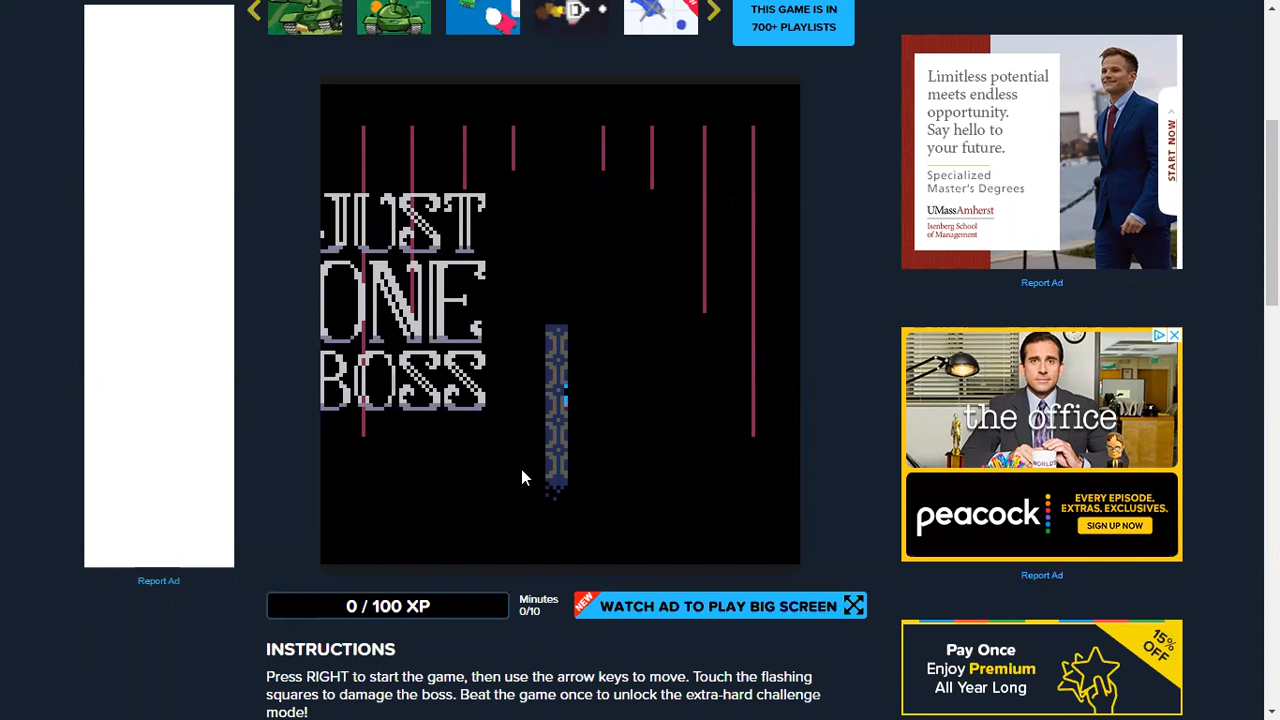 THIS GAME IS IN
700+ PLAYLISTS
JUST
ONE
BOSS
Limitless potential
meets endless
opportunity.
Say hello to
your future.
Specialized
Master's Degrees
UMassAmherst
Isenberg School
of Management
START NOW >
Report Ad
the office
peacock
EVERY EPISODE.
EXTRAS. EXCLUSIVES.
SIGN UP NOW
Report Ad
Report Ad
0 / 100 XP
Minutes
0/10
NEW
WATCH AD TO PLAY BIG SCREEN
INSTRUCTIONS
Press RIGHT to start the game, then use the arrow keys to move. Touch the flashing
squares to damage the boss. Beat the game once to unlock the extra-hard challenge
mode!
Pay Once
Enjoy Premium
All Year Long
15%
OFF